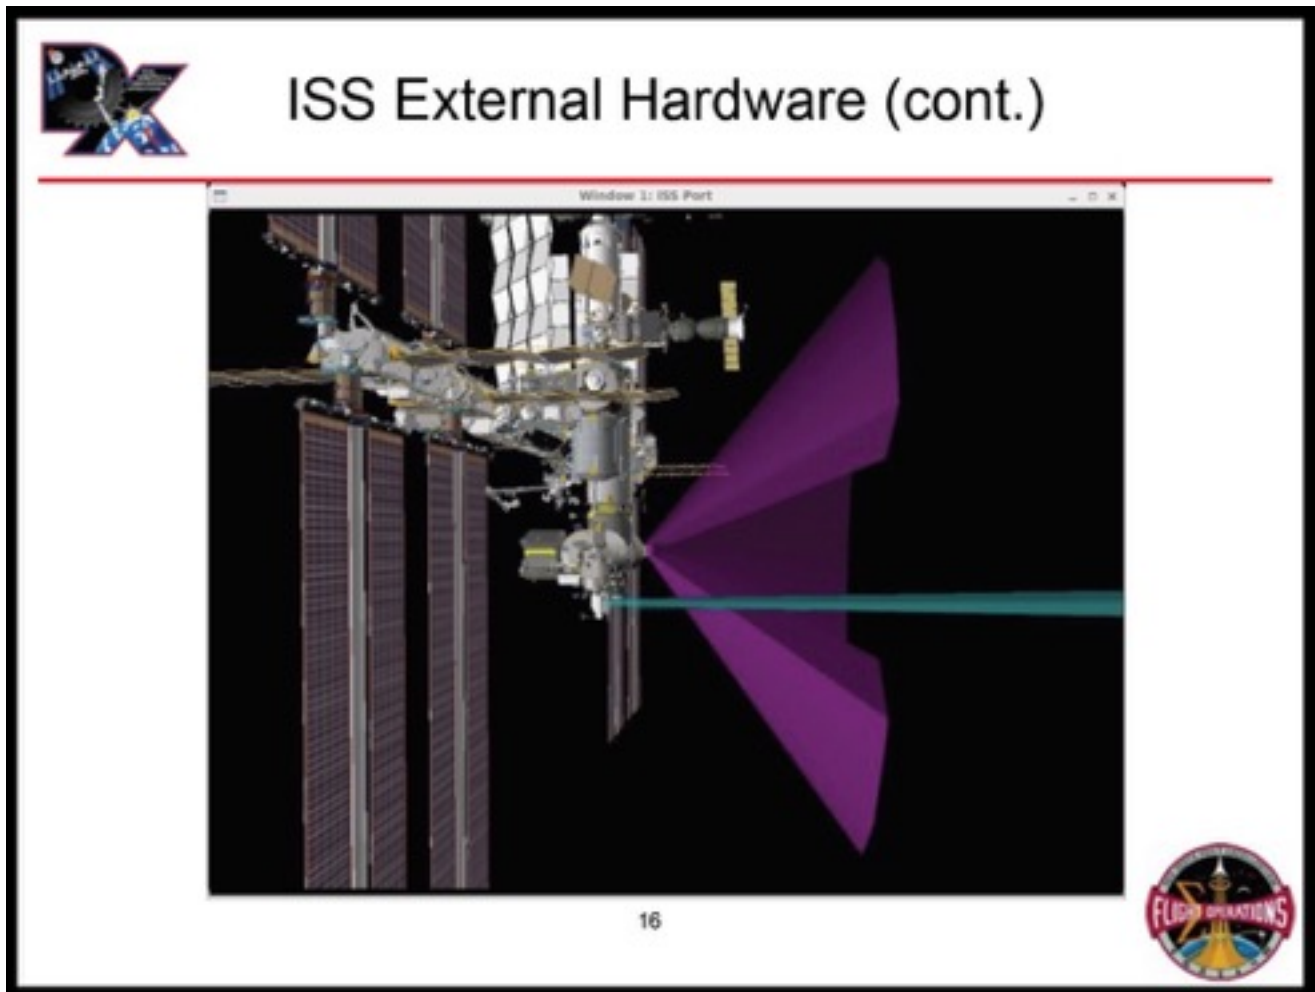 ISS External Hardware (cont.)
Window 1: ISS Port
16
FLIGHT OPERATIONS